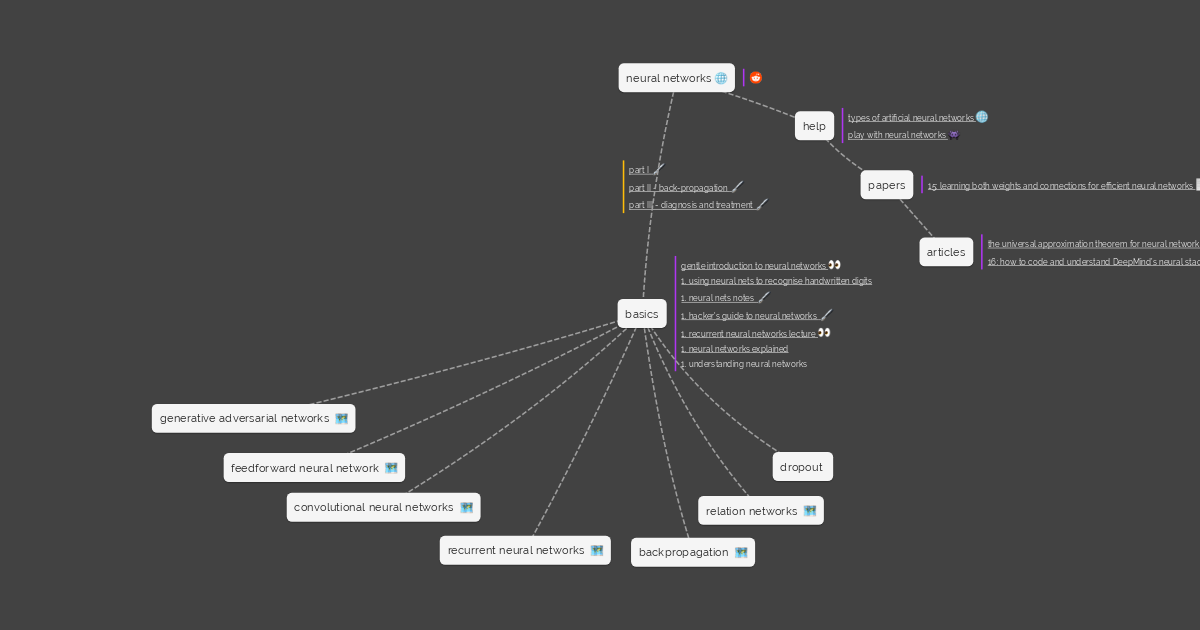 neural networks
help
types of artificial neural networks
play with neural networks
part I
part II - back-propagation
part III - diagnosis and treatment
papers
15: learning both weights and connections for efficient neural networks
articles
the universal approximation theorem for neural network
16: how to code and understand DeepMind's neural stac
gentle introduction to neural networks
1. using neural nets to recognise handwritten digits
1. neural nets notes
basics
1. hacker's guide to neural networks
1. recurrent neural networks lecture
1. neural networks explained
1. understanding neural networks
generative adversarial networks
feedforward neural network
dropout
convolutional neural networks
relation networks
recurrent neural networks
backpropagation